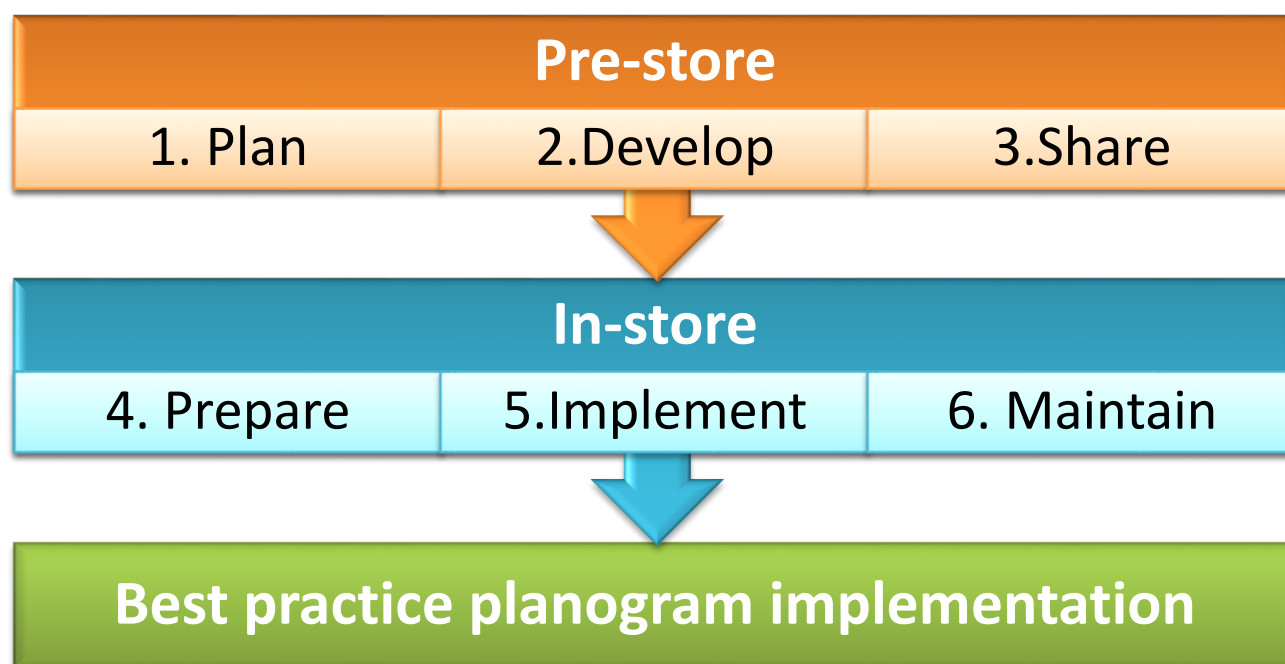 Pre-store
1. Plan
2.Develop
3.Share
In-store
4. Prepare
5.Implement
6. Maintain
Best practice planogram implementation